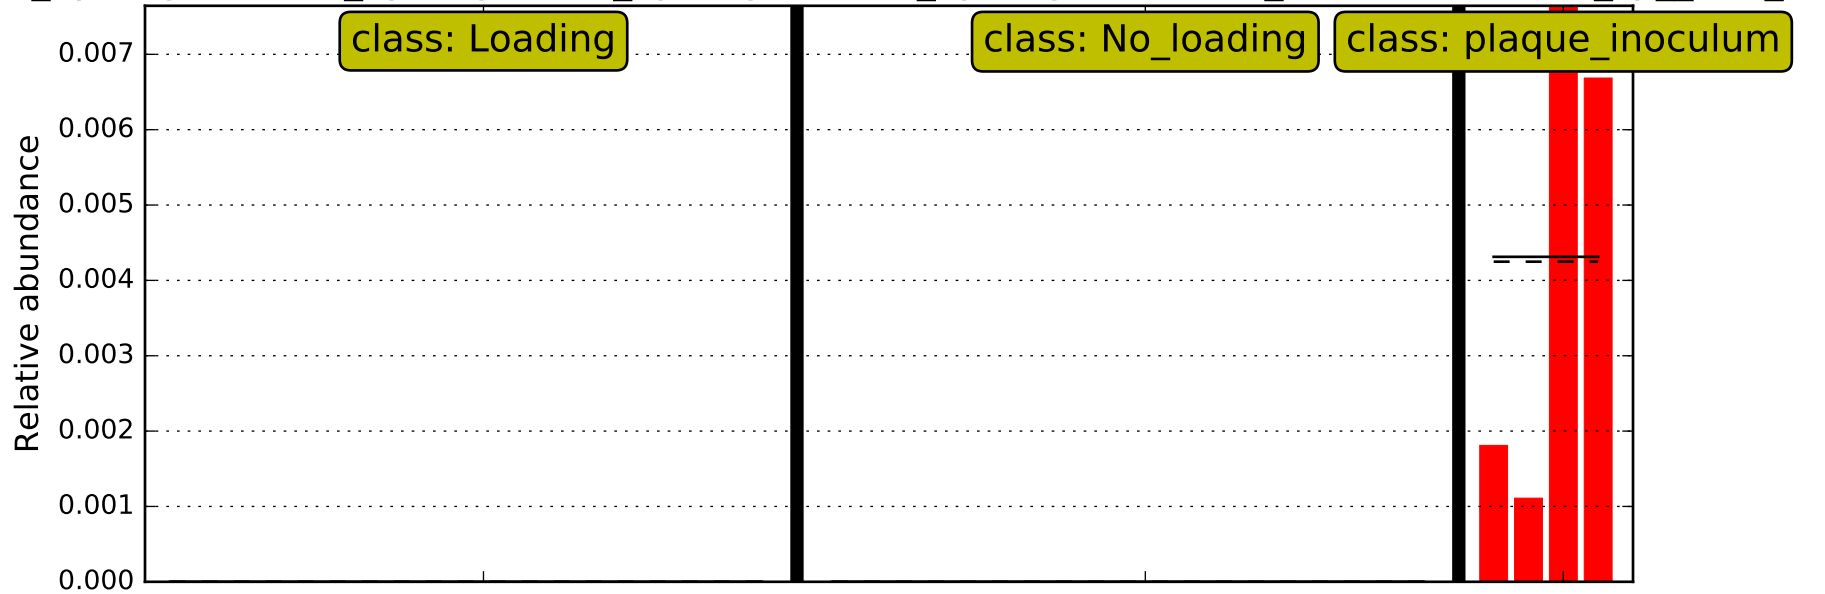 class: Loading
class: No_loading
class: plaque_inoculum
Relative abundance
0.007
0.006
0.005
0.004
0.003
0.002
0.001
0.000